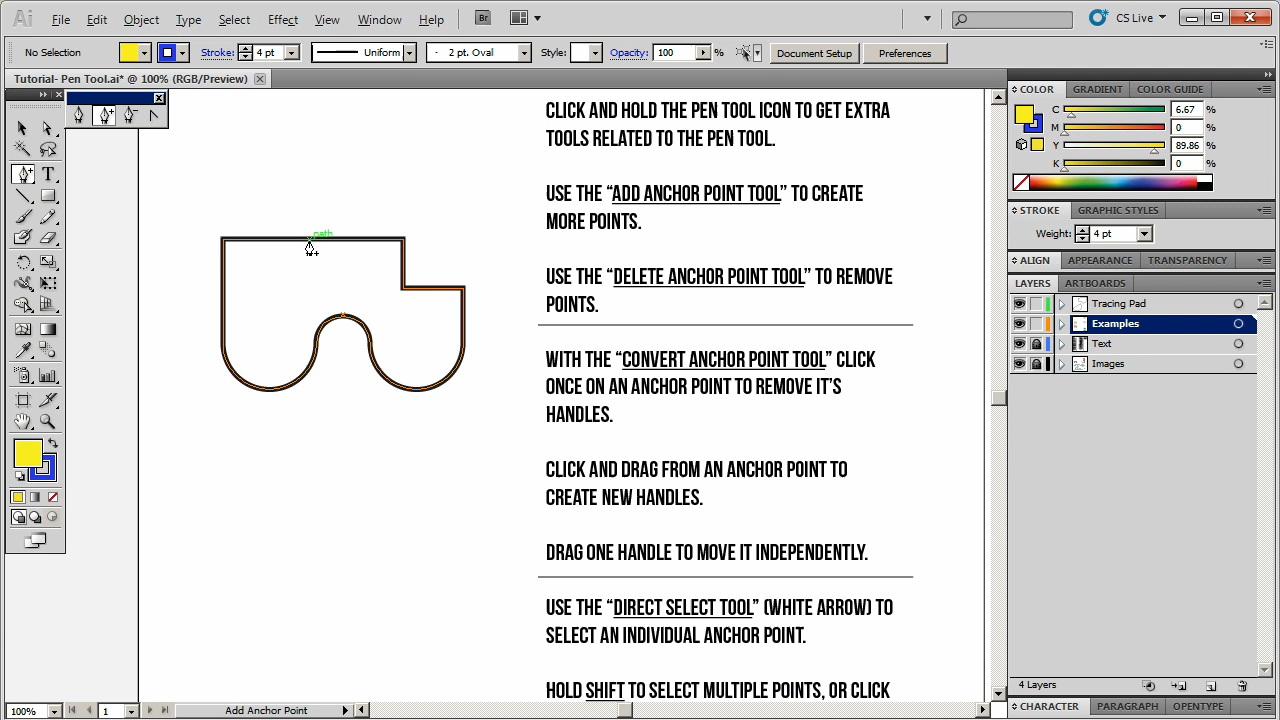 Ai File Edit Object Type Select Effect View Window Help Br CS Live
No Selection Stroke: 4 pt Uniform 2 pt. Oval Style: Opacity: 100 % Document Setup Preferences
Tutorial- Pen Tool.ai* @ 100% (RGB/Preview)
CLICK AND HOLD THE PEN TOOL ICON TO GET EXTRA
TOOLS RELATED TO THE PEN TOOL.
USE THE “ADD ANCHOR POINT TOOL” TO CREATE
MORE POINTS.
USE THE “DELETE ANCHOR POINT TOOL” TO REMOVE
POINTS.
WITH THE “CONVERT ANCHOR POINT TOOL” CLICK
ONCE ON AN ANCHOR POINT TO REMOVE IT’S
HANDLES.
CLICK AND DRAG FROM AN ANCHOR POINT TO
CREATE NEW HANDLES.
DRAG ONE HANDLE TO MOVE IT INDEPENDENTLY.
USE THE “DIRECT SELECT TOOL” (WHITE ARROW) TO
SELECT AN INDIVIDUAL ANCHOR POINT.
HOLD SHIFT TO SELECT MULTIPLE POINTS, OR CLICK
path
COLOR GRADIENT COLOR GUIDE
C 6.67 %
M 0 %
Y 89.86 %
K 0 %
STROKE GRAPHIC STYLES
Weight: 4 pt
ALIGN APPEARANCE TRANSPARENCY
LAYERS ARTBOARDS
Tracing Pad
Examples
Text
Images
4 Layers
CHARACTER PARAGRAPH OPENTYPE
100% 1 Add Anchor Point